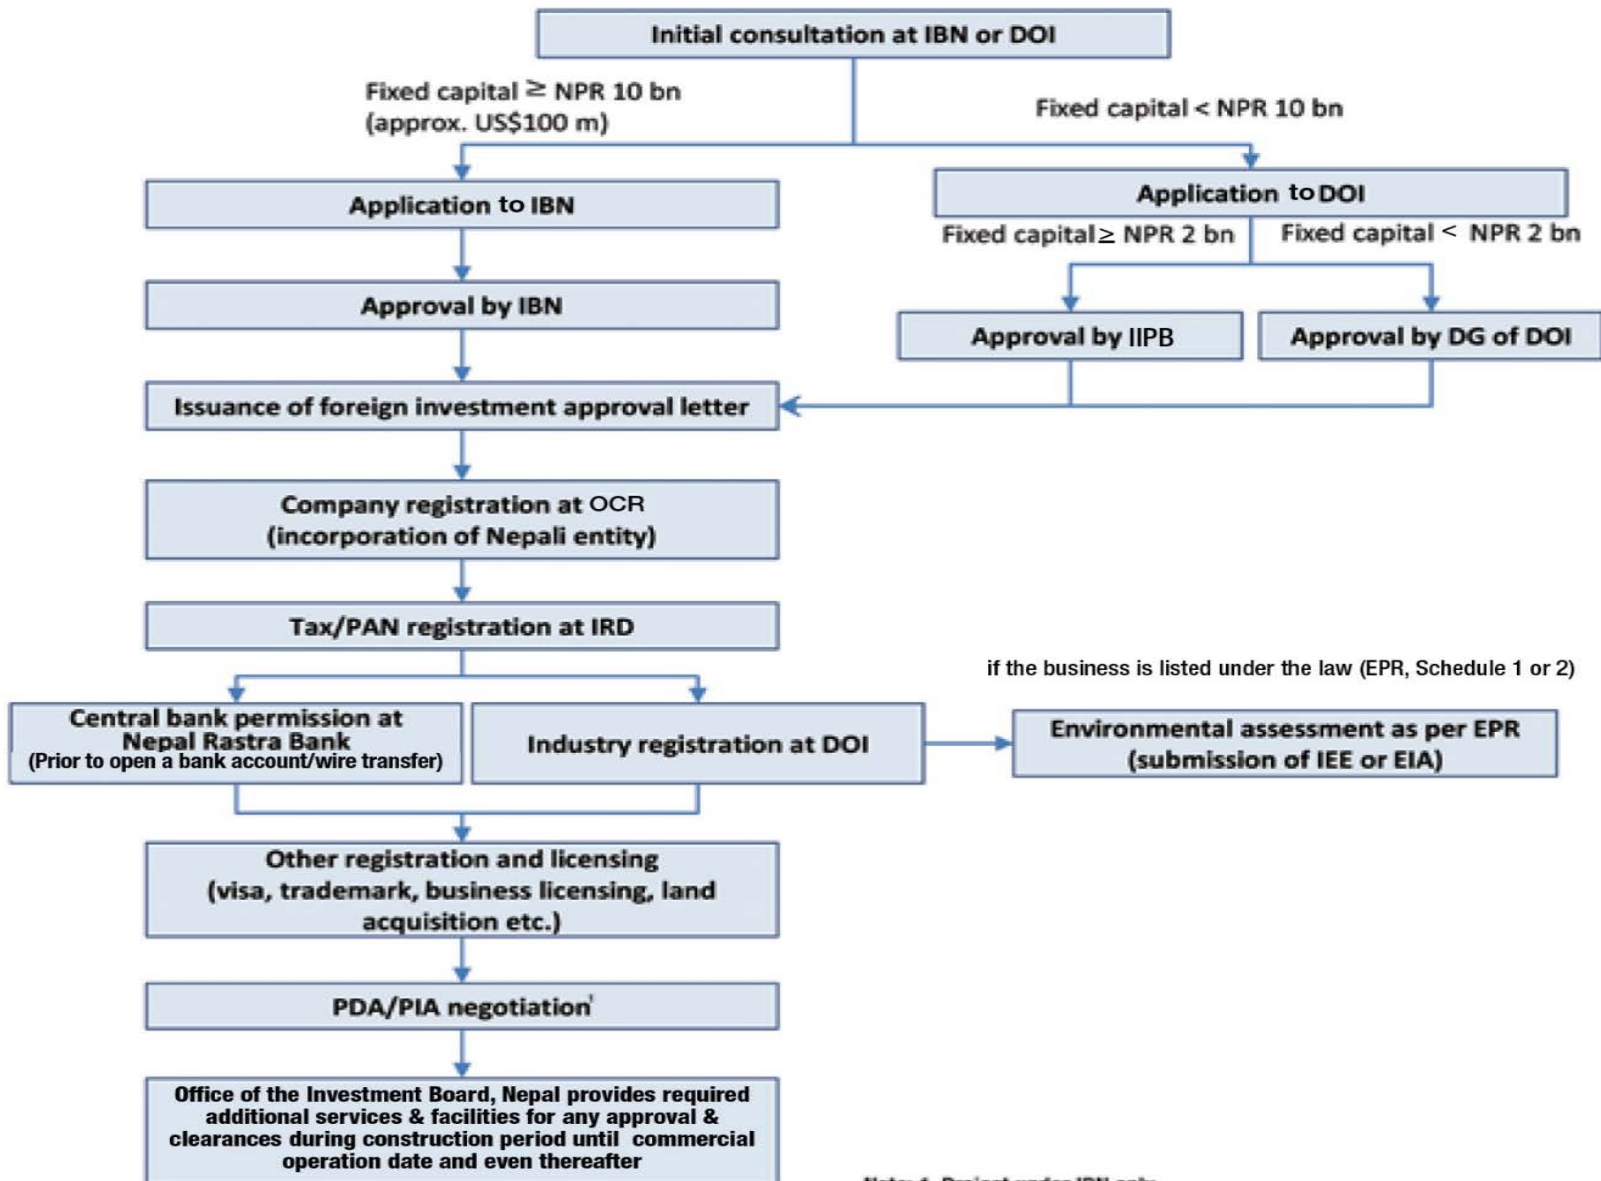 Initial consultation at IBN or DOI
Fixed capital ≥ NPR 10 bn
(approx. US$100 m)
Fixed capital < NPR 10 bn
Application to IBN
Application to DOI
Fixed capital ≥ NPR 2 bn
Fixed capital < NPR 2 bn
Approval by IBN
Approval by IIPB
Approval by DG of DOI
Issuance of foreign investment approval letter
Company registration at OCR
(incorporation of Nepali entity)
Tax/PAN registration at IRD
if the business is listed under the law (EPR, Schedule 1 or 2)
Central bank permission at
Nepal Rastra Bank
(Prior to open a bank account/wire transfer)
Industry registration at DOI
Environmental assessment as per EPR
(submission of IEE or EIA)
Other registration and licensing
(visa, trademark, business licensing, land
acquisition etc.)
PDA/PIA negotiation¹
Office of the Investment Board, Nepal provides required
additional services & facilities for any approval &
clearances during construction period until commercial
operation date and even thereafter
Note: 1. Project under IBN only